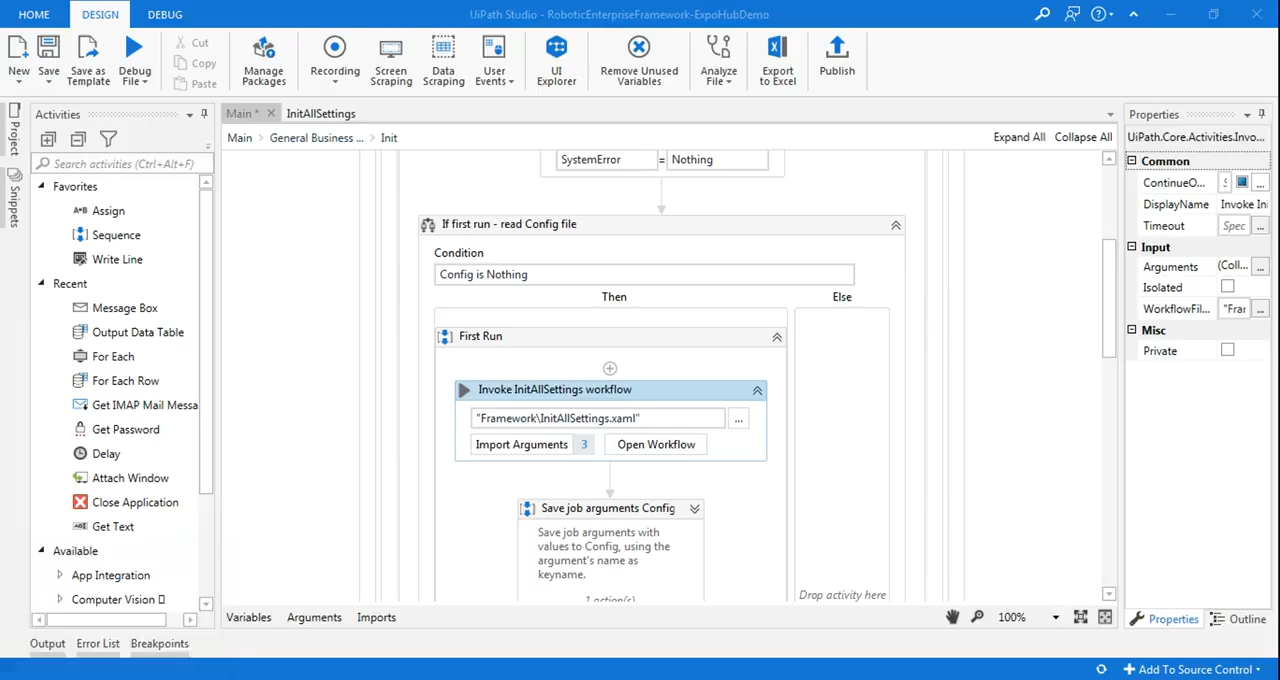 HOME DESIGN DEBUG UiPath Studio - RoboticEnterpriseFramework-ExpoHubDemo
New Save Save as Template Debug File Cut Copy Paste Manage Packages Recording Screen Scraping Data Scraping User Events UI Explorer Remove Unused Variables Analyze File Export to Excel Publish
Project
Snippets
Activities
Search activities (Ctrl+Alt+F)
Favorites
Assign
Sequence
Write Line
Recent
Message Box
Output Data Table
For Each
For Each Row
Get IMAP Mail Messa
Get Password
Delay
Attach Window
Close Application
Get Text
Available
App Integration
Computer Vision
Main * InitAllSettings
Main > General Business ... > Init Expand All Collapse All
SystemError = Nothing
If first run - read Config file
Condition
Config is Nothing
Then Else
First Run
Invoke InitAllSettings workflow
"Framework\InitAllSettings.xaml" ...
Import Arguments 3 Open Workflow
Save job arguments Config
Save job arguments with
values to Config, using the
argument's name as
keyname.
1 action(s)
Drop activity here
Variables Arguments Imports 100%
Properties
UiPath.Core.Activities.Invo...
Common
ContinueO... ...
DisplayName Invoke Ini
Timeout Spec ...
Input
Arguments (Coll... ...
Isolated
WorkflowFil... "Frar ...
Misc
Private
Properties Outline
Output Error List Breakpoints
Add To Source Control